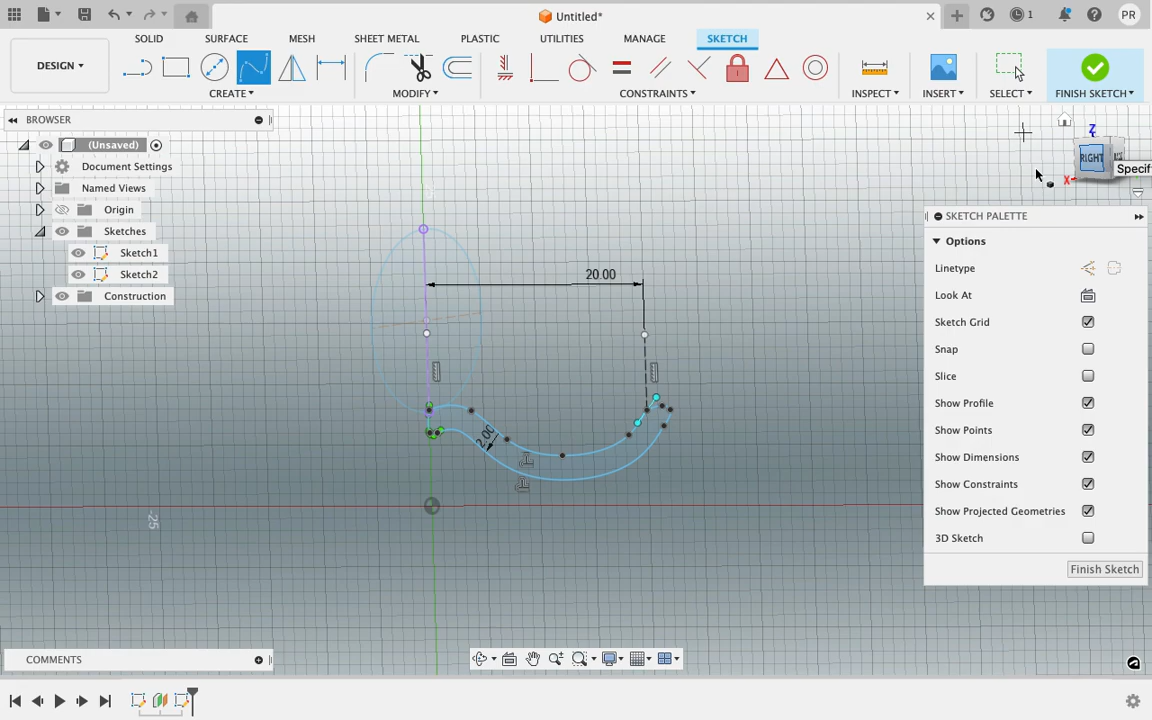 Untitled*
1
PR
DESIGN
SOLID
SURFACE
MESH
SHEET METAL
PLASTIC
UTILITIES
MANAGE
SKETCH
CREATE
MODIFY
CONSTRAINTS
INSPECT
INSERT
SELECT
FINISH SKETCH
BROWSER
(Unsaved)
Document Settings
Named Views
Origin
Sketches
Sketch1
Sketch2
Construction
Z
RIGHT
X
Specif
20.00
2.00
-25
SKETCH PALETTE
Options
Linetype
Look At
Sketch Grid
Snap
Slice
Show Profile
Show Points
Show Dimensions
Show Constraints
Show Projected Geometries
3D Sketch
Finish Sketch
COMMENTS